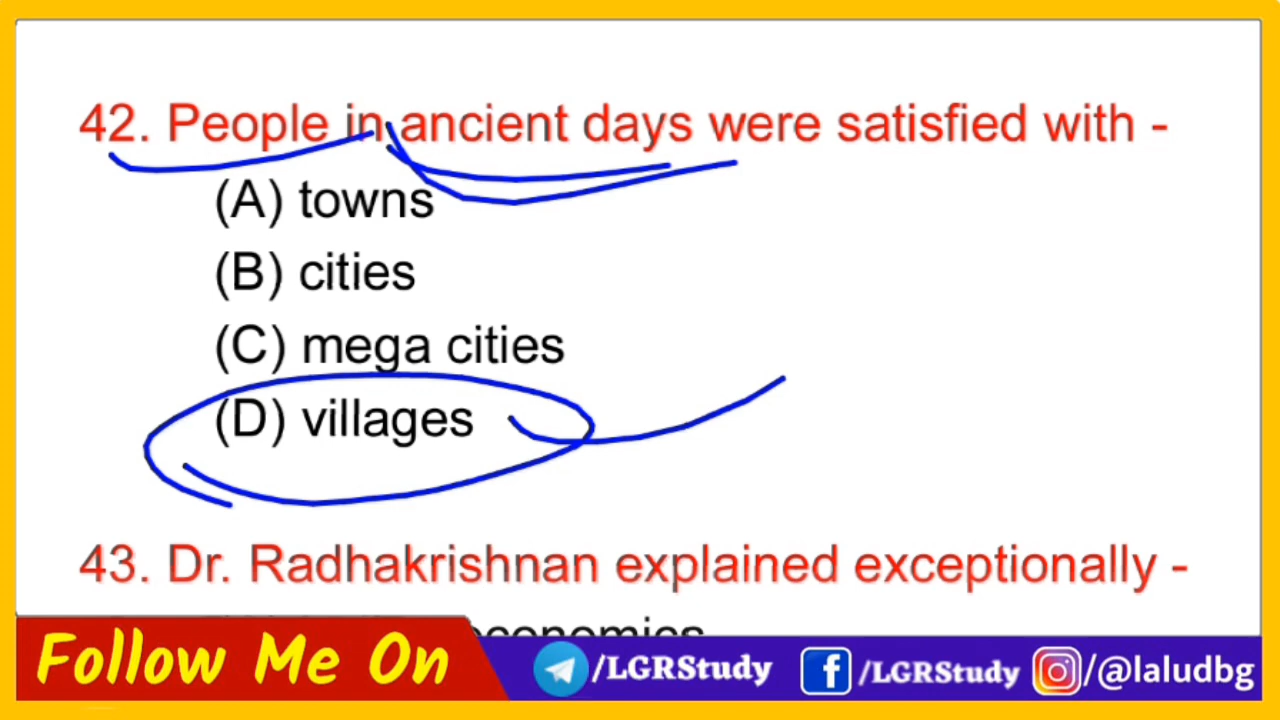 42. People in ancient days were satisfied with -
(A) towns
(B) cities
(C) mega cities
(D) villages
43. Dr. Radhakrishnan explained exceptionally -
economics
Follow Me On /LGRStudy /LGRStudy /@laludbg